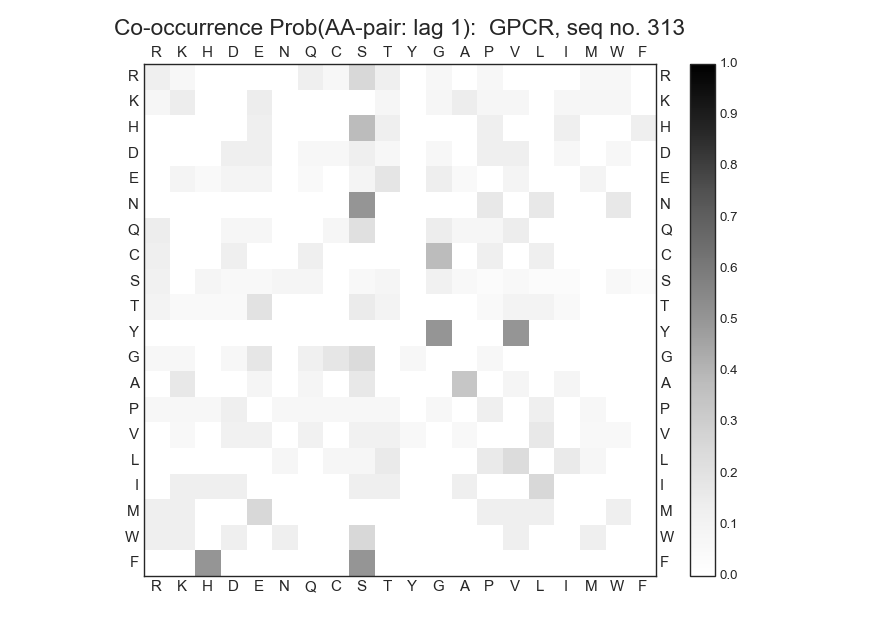 Co-occurrence Prob(AA-pair: lag 1):  GPCR, seq no. 313
R K H D E N Q C S T Y G A P V L I M W F
R R 1.0
K K 0.9
H H
D D 0.8
E E
N N 0.7
Q Q
C C 0.6
S S
T T 0.5
Y Y
G G 0.4
A A
P P 0.3
V V
L L 0.2
I I
M M 0.1
W W
F F 0.0
R K H D E N Q C S T Y G A P V L I M W F